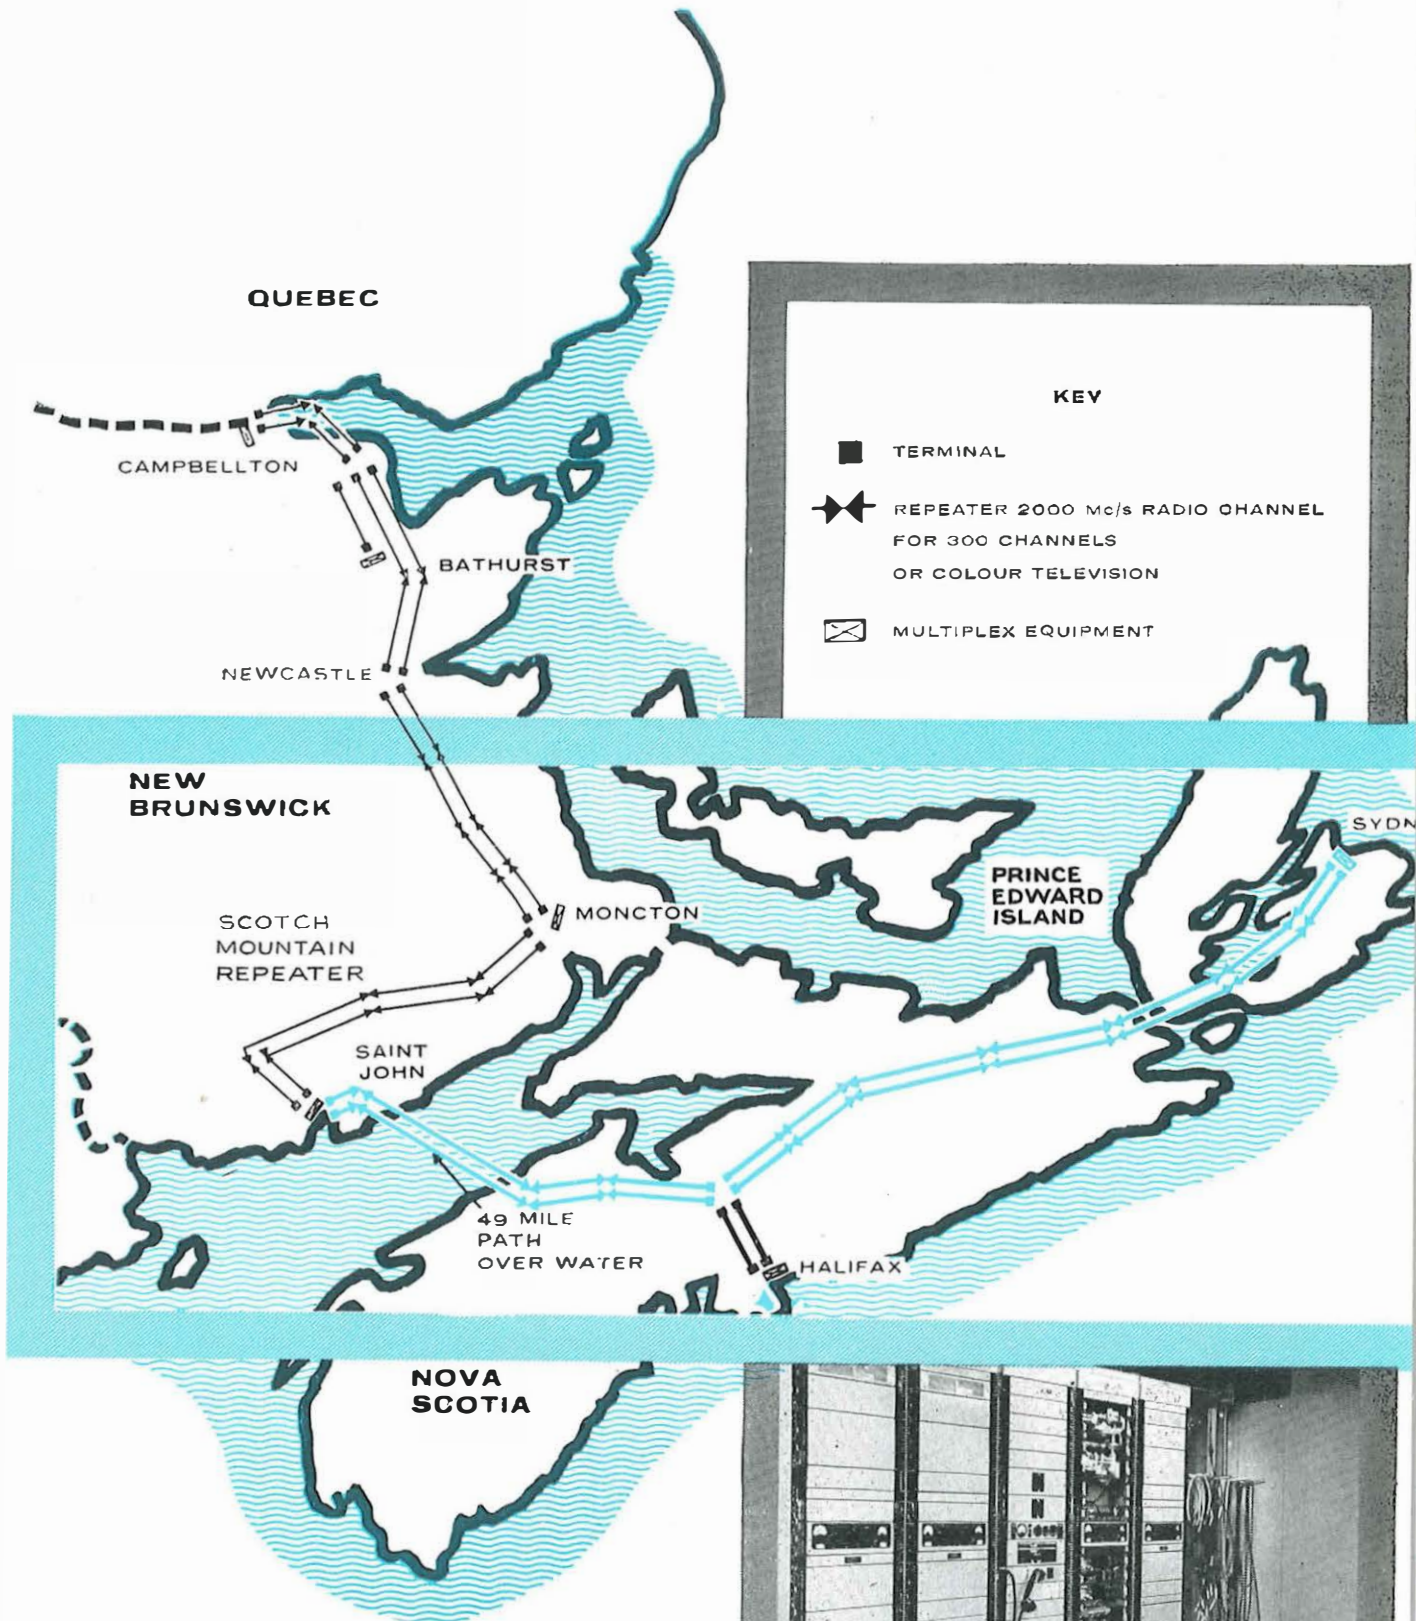 QUEBEC
KEY
TERMINAL
REPEATER 2000 Mc/s RADIO CHANNEL
FOR 300 CHANNELS
OR COLOUR TELEVISION
MULTIPLEX EQUIPMENT
CAMPBELLTON
BATHURST
NEWCASTLE
NEW
BRUNSWICK
SYDN
PRINCE
EDWARD
ISLAND
MONCTON
SCOTCH
MOUNTAIN
REPEATER
SAINT
JOHN
49 MILE
PATH
OVER WATER
HALIFAX
NOVA
SCOTIA